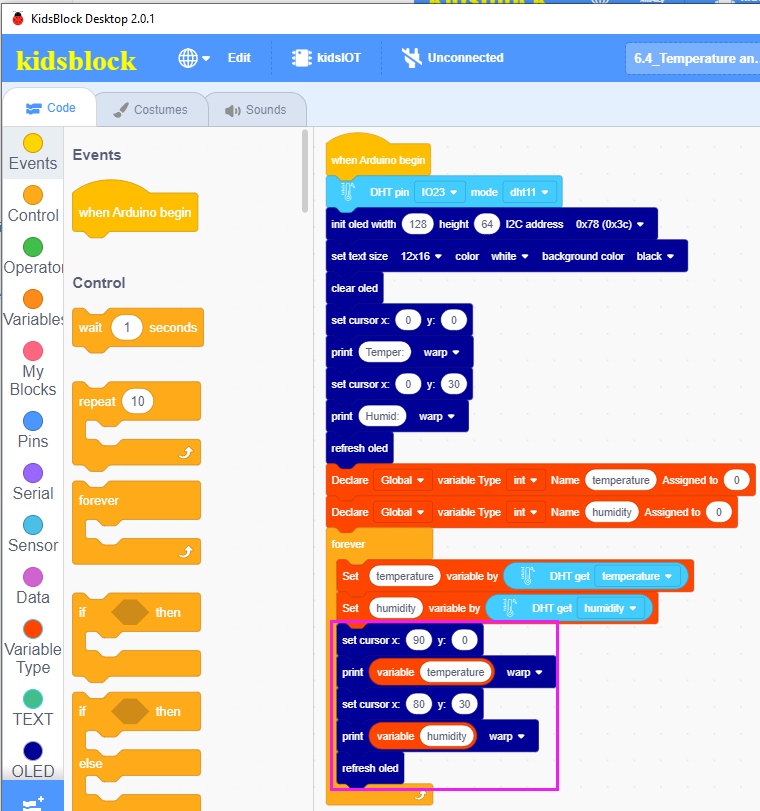 KidsBlock Desktop 2.0.1
kidsblock
Edit
kidsIOT
Unconnected
6.4_Temperature an...
Code
Costumes
Sounds
Events
Control
Operator
Variables
My
Blocks
Pins
Serial
Sensor
Data
Variable
Type
TEXT
OLED
Events
when Arduino begin
Control
wait 1 seconds
repeat 10
forever
if then
if then
else
when Arduino begin
DHT pin IO23 mode dht11
init oled width 128 height 64 I2C address 0x78 (0x3c)
set text size 12x16 color white background color black
clear oled
set cursor x: 0 y: 0
print Temper: warp
set cursor x: 0 y: 30
print Humid: warp
refresh oled
Declare Global variable Type int Name temperature Assigned to 0
Declare Global variable Type int Name humidity Assigned to 0
forever
Set temperature variable by DHT get temperature
Set humidity variable by DHT get humidity
set cursor x: 90 y: 0
print variable temperature warp
set cursor x: 80 y: 30
print variable humidity warp
refresh oled